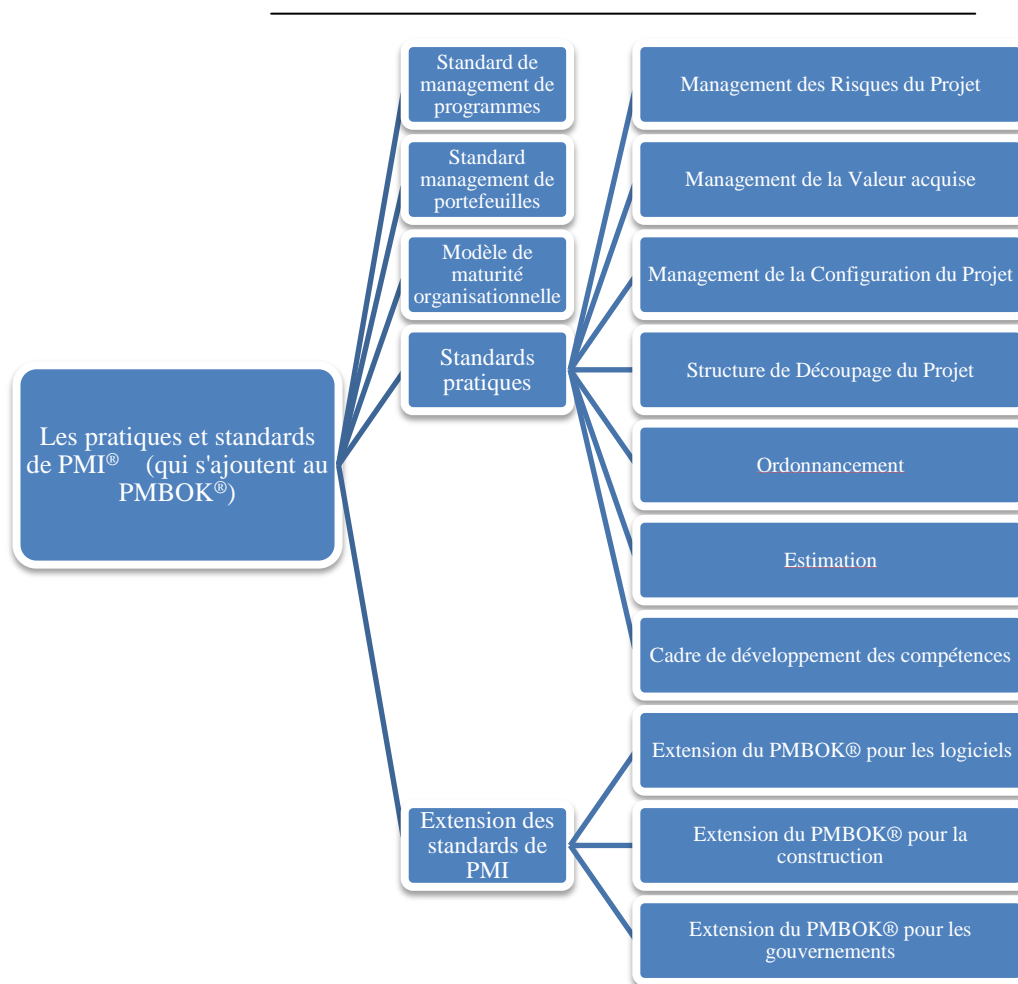 Les pratiques et standards
de PMI® (qui s'ajoutent au
PMBOK®)
Standard de
management de
programmes
Standard
management de
portefeuilles
Modèle de
maturité
organisationnelle
Standards
pratiques
Management des Risques du Projet
Management de la Valeur acquise
Management de la Configuration du Projet
Structure de Découpage du Projet
Ordonnancement
Estimation
Cadre de développement des compétences
Extension des
standards de
PMI
Extension du PMBOK® pour les logiciels
Extension du PMBOK® pour la
construction
Extension du PMBOK® pour les
gouvernements